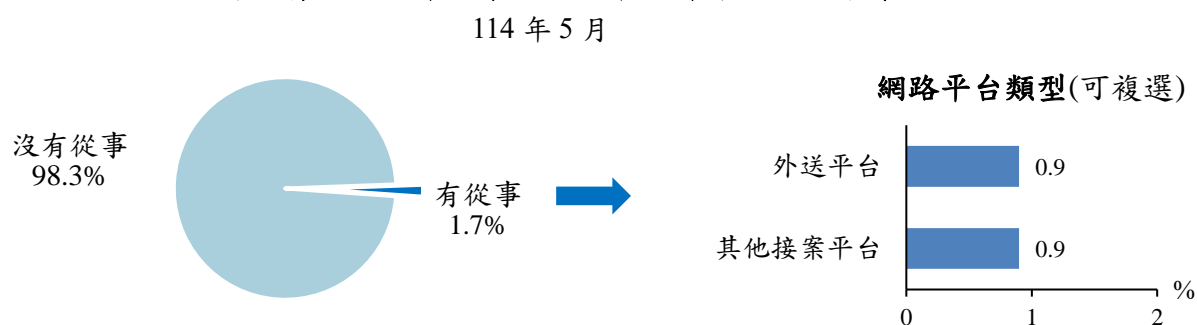 114 年 5 月
網路平台類型(可複選)
沒有從事
98.3%
有從事
1.7%
外送平台
0.9
其他接案平台
0.9
%
0
1
2